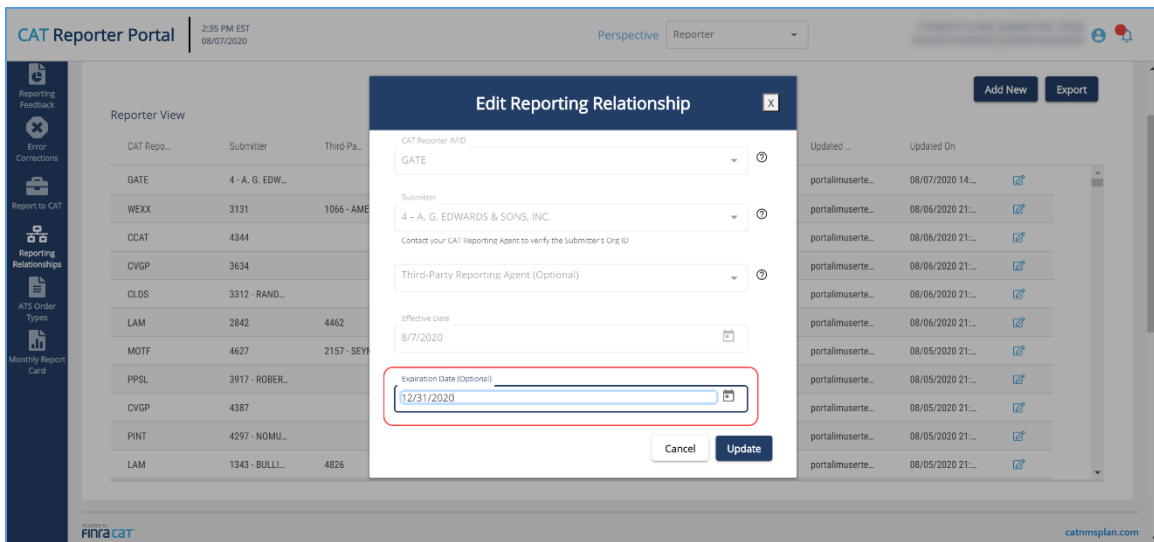 CAT Reporter Portal
2:35 PM EST
08/07/2020
Perspective
Reporter
Reporting
Feedback
Error
Corrections
Report to CAT
Reporting
Relationships
ATS Order
Types
Monthly Report
Card
Add New
Export
Reporter View
CAT Repo... Submitter Third-Pa... Updated ... Updated On
GATE 4 - A. G. EDW... portalimuserte... 08/07/2020 14:...
WEXX 3131 1066 - AME portalimuserte... 08/06/2020 21:...
CCAT 4344 portalimuserte... 08/06/2020 21:...
CVGP 3634 portalimuserte... 08/06/2020 21:...
CLDS 3312 - RAND... portalimuserte... 08/06/2020 21:...
LAM 2842 4462 portalimuserte... 08/06/2020 21:...
MOTF 4627 2157 - SEYM portalimuserte... 08/05/2020 21:...
PPSL 3917 - ROBER... portalimuserte... 08/05/2020 21:...
CVGP 4387 portalimuserte... 08/05/2020 21:...
PINT 4297 - NOMU... portalimuserte... 08/05/2020 21:...
LAM 1343 - BULLI... 4826 portalimuserte... 08/05/2020 21:...
Edit Reporting Relationship
X
CAT Reporter IMID
GATE
Submitter
4 – A. G. EDWARDS & SONS, INC.
Contact your CAT Reporting Agent to verify the Submitter's Org ID
Third-Party Reporting Agent (Optional)
Effective Date
8/7/2020
Expiration Date (Optional)
12/31/2020
Cancel
Update
FINRA CAT
catnmsplan.com